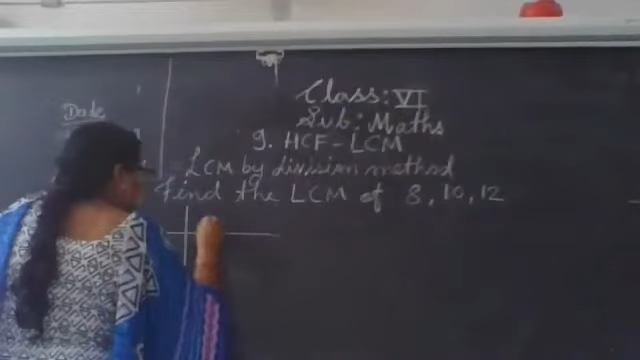 Date
Class: VI
Sub: Maths
9. HCF - LCM
LCM by division method
Find the LCM of 8, 10, 12